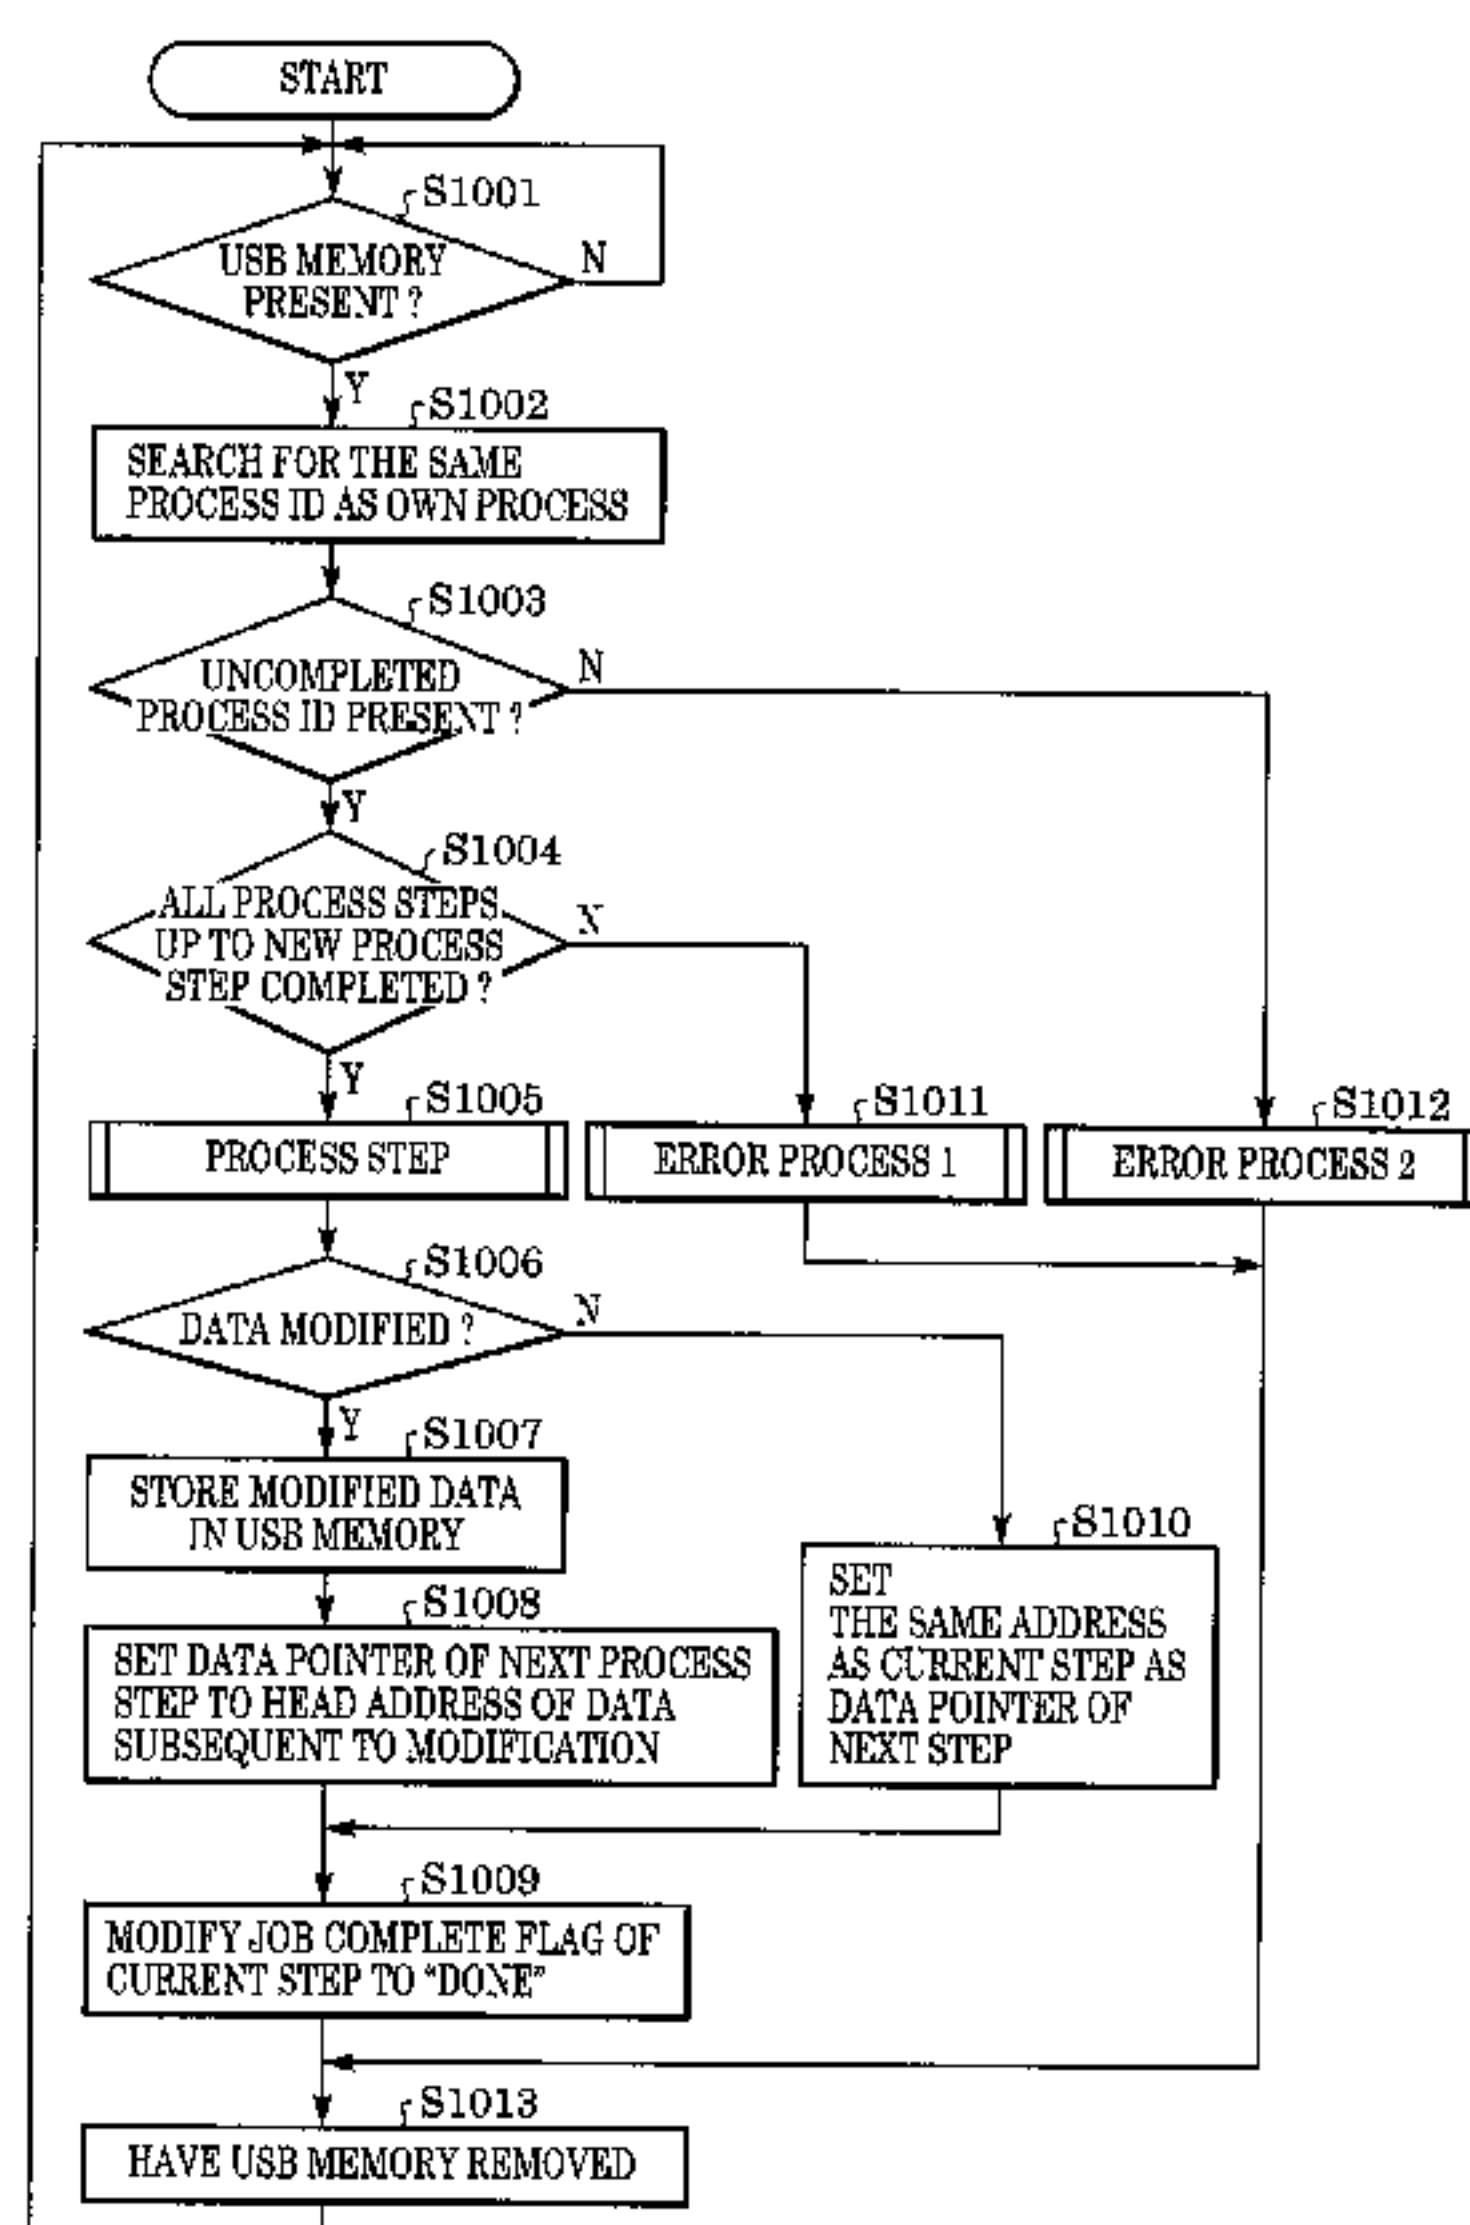 START
S1001
USB MEMORY
PRESENT ?
N
Y
S1002
SEARCH FOR THE SAME
PROCESS ID AS OWN PROCESS
S1003
UNCOMPLETED
PROCESS ID PRESENT ?
N
Y
S1004
ALL PROCESS STEPS
UP TO NEW PROCESS
STEP COMPLETED ?
N
Y
S1005
PROCESS STEP
S1011
ERROR PROCESS 1
S1012
ERROR PROCESS 2
S1006
DATA MODIFIED ?
N
Y
S1007
STORE MODIFIED DATA
IN USB MEMORY
S1010
SET
THE SAME ADDRESS
AS CURRENT STEP AS
DATA POINTER OF
NEXT STEP
S1008
SET DATA POINTER OF NEXT PROCESS
STEP TO HEAD ADDRESS OF DATA
SUBSEQUENT TO MODIFICATION
S1009
MODIFY JOB COMPLETE FLAG OF
CURRENT STEP TO “DONE”
S1013
HAVE USB MEMORY REMOVED